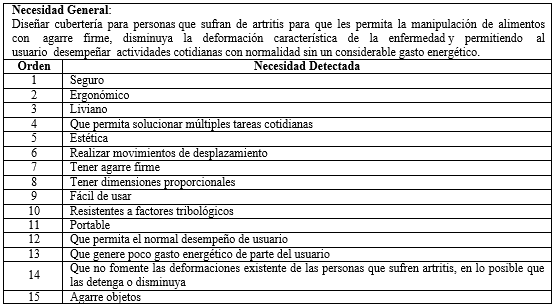 Necesidad General:
Diseñar cubertería para personas que sufran de artritis para que les permita la manipulación de alimentos
con agarre firme, disminuya la deformación característica de la enfermedad y permitiendo al
usuario desempeñar actividades cotidianas con normalidad sin un considerable gasto energético.
Orden Necesidad Detectada
1 Seguro
2 Ergonómico
3 Liviano
4 Que permita solucionar múltiples tareas cotidianas
5 Estética
6 Realizar movimientos de desplazamiento
7 Tener agarre firme
8 Tener dimensiones proporcionales
9 Fácil de usar
10 Resistentes a factores tribológicos
11 Portable
12 Que permita el normal desempeño de usuario
13 Que genere poco gasto energético de parte del usuario
14 Que no fomente las deformaciones existente de las personas que sufren artritis, en lo posible que
las detenga o disminuya
15 Agarre objetos